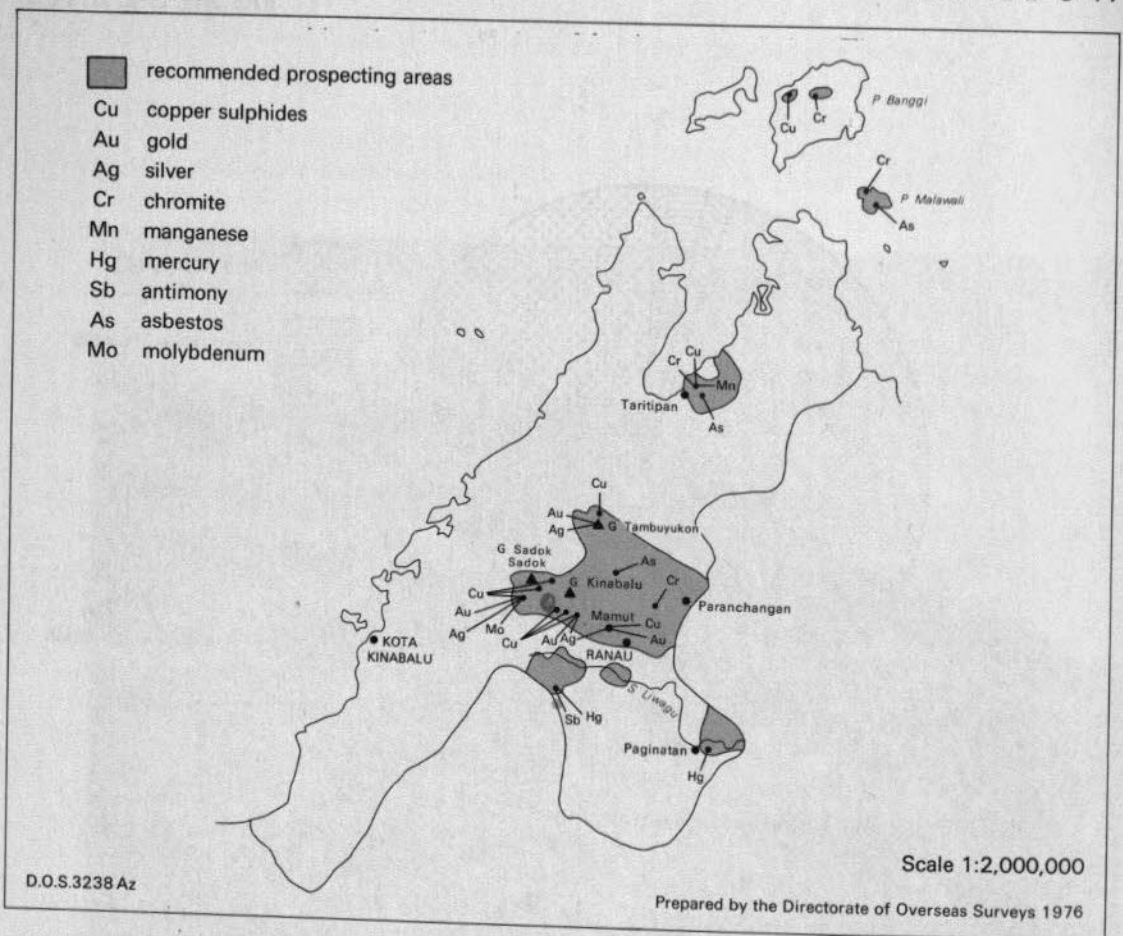 recommended prospecting areas
Cu copper sulphides
Au gold
Ag silver
Cr chromite
Mn manganese
Hg mercury
Sb antimony
As asbestos
Mo molybdenum
P Banggi
Cu
Cr
Cr
P Malawali
As
Cu
Cr
Mn
Taritipan
As
Cu
Au
Ag
G Tambuyukon
G Sadok
Sadok
As
G Kinabalu
Cr
Cu
Paranchangan
Au
Mamut
Ag
Mo
Cu
Cu
Au
Ag
Au
KOTA
KINABALU
RANAU
S Liwagu
Sb
Hg
Paginatan
Hg
Scale 1:2,000,000
D.O.S.3238 Az
Prepared by the Directorate of Overseas Surveys 1976